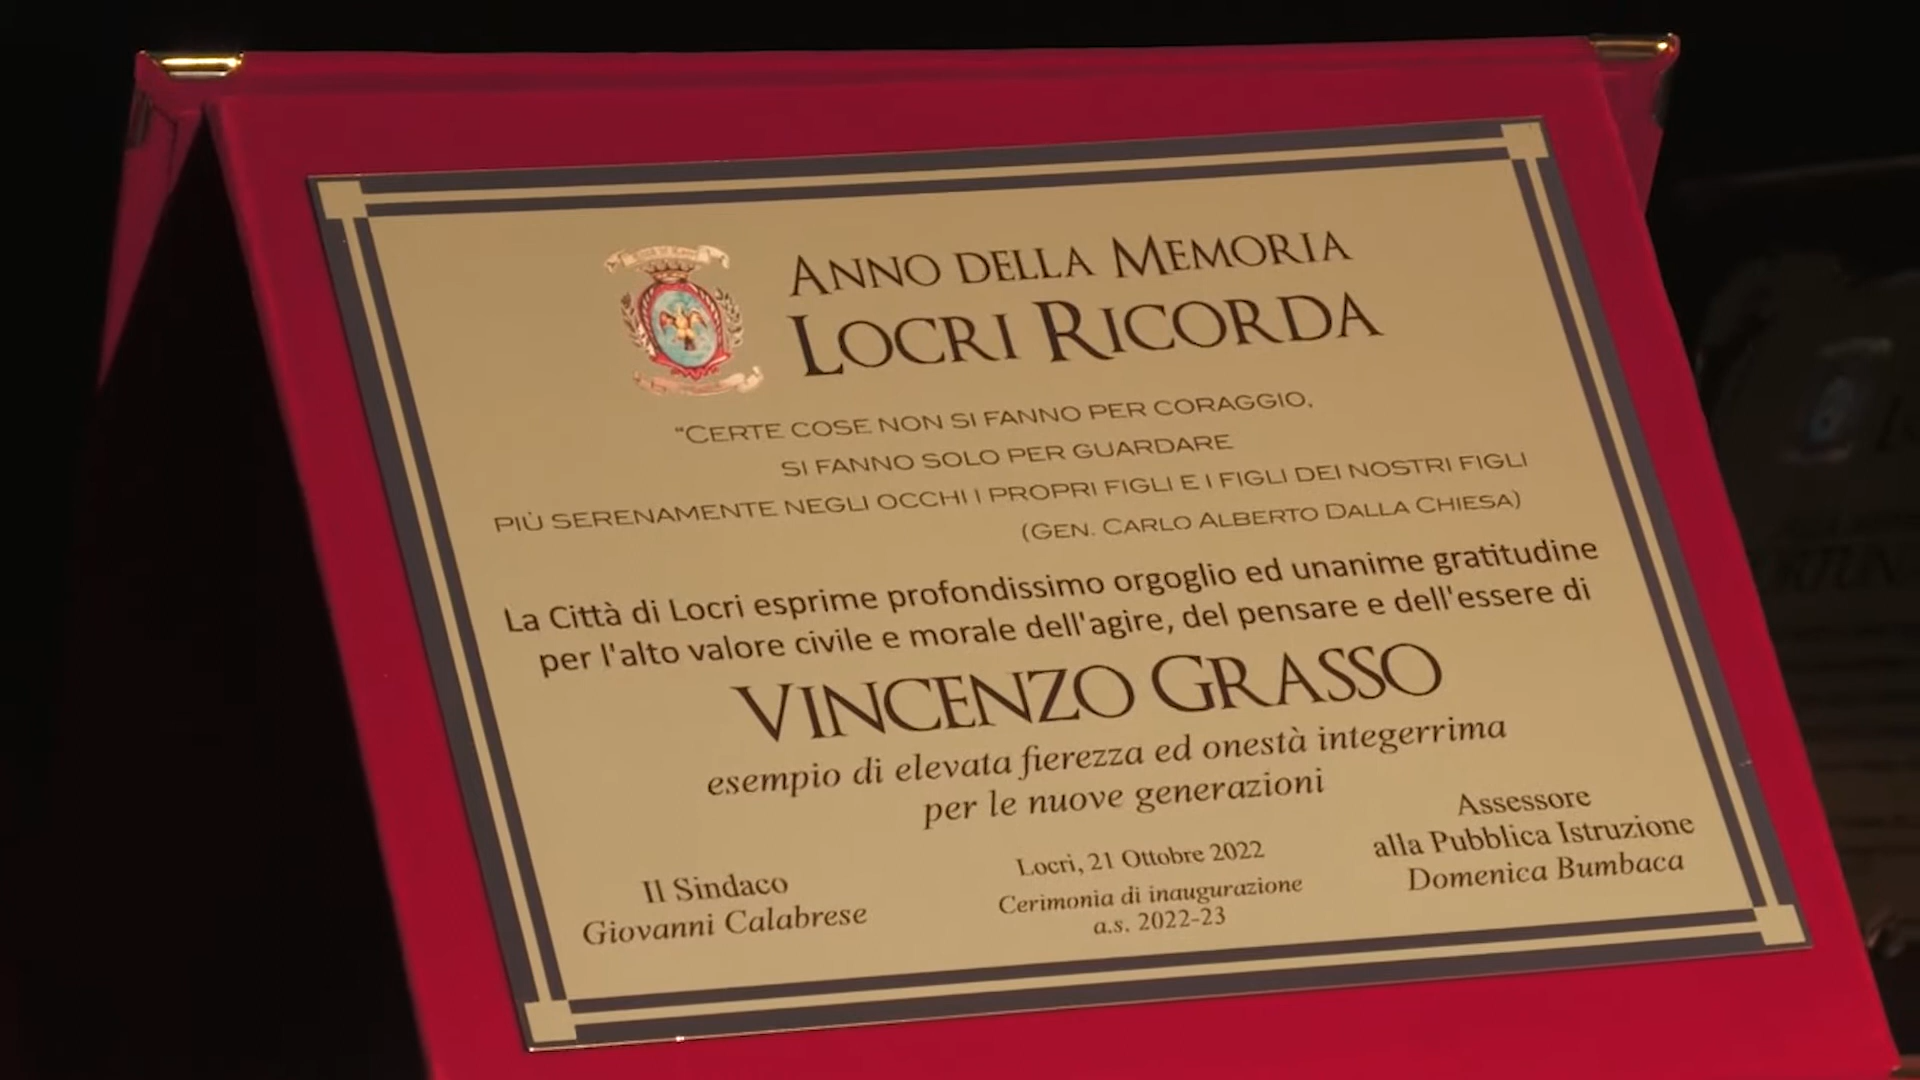 ANNO DELLA MEMORIA
LOCRI RICORDA
"CERTE COSE NON SI FANNO PER CORAGGIO,
SI FANNO SOLO PER GUARDARE
PIÙ SERENAMENTE NEGLI OCCHI I PROPRI FIGLI E I FIGLI DEI NOSTRI FIGLI
(GEN. CARLO ALBERTO DALLA CHIESA)
La Città di Locri esprime profondissimo orgoglio ed unanime gratitudine
per l'alto valore civile e morale dell'agire, del pensare e dell'essere di
VINCENZO GRASSO
esempio di elevata fierezza ed onestà integerrima
per le nuove generazioni
Il Sindaco
Giovanni Calabrese
Locri, 21 Ottobre 2022
Cerimonia di inaugurazione
a.s. 2022-23
Assessore
alla Pubblica Istruzione
Domenica Bumbaca